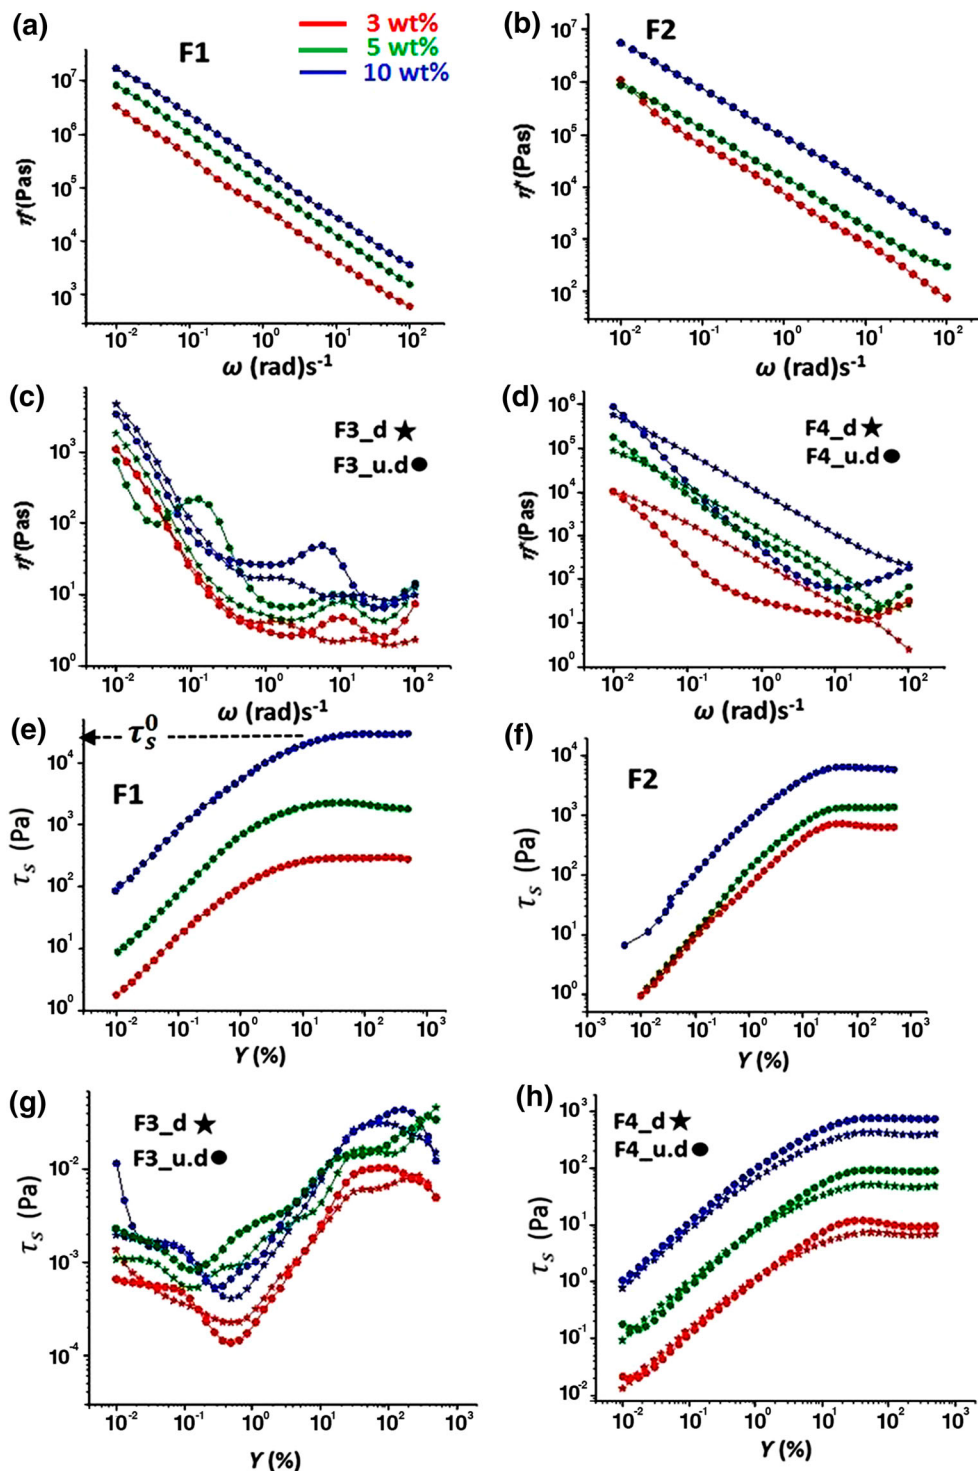 (a)
F1
3 wt%
5 wt%
10 wt%
η*(Pas)
10⁷
10⁶
10⁵
10⁴
10³
10⁻² 10⁻¹ 10⁰ 10¹ 10²
ω (rad)s⁻¹
(b)
F2
η*(Pas)
10⁷
10⁶
10⁵
10⁴
10³
10²
10⁻² 10⁻¹ 10⁰ 10¹ 10²
ω (rad)s⁻¹
(c)
F3_d ★
F3_u.d ●
η*(Pas)
10³
10²
10¹
10⁰
10⁻² 10⁻¹ 10⁰ 10¹ 10²
ω (rad)s⁻¹
(d)
F4_d ★
F4_u.d ●
η*(Pas)
10⁶
10⁵
10⁴
10³
10²
10¹
10⁰
10⁻² 10⁻¹ 10⁰ 10¹ 10²
ω (rad)s⁻¹
(e)
τₛ⁰
F1
τₛ (Pa)
10⁴
10³
10²
10¹
10⁰
10⁻² 10⁻¹ 10⁰ 10¹ 10² 10³
Y (%)
(f)
F2
τₛ (Pa)
10⁴
10³
10²
10¹
10⁰
10⁻³ 10⁻² 10⁻¹ 10⁰ 10¹ 10² 10³
Y (%)
(g)
F3_d ★
F3_u.d ●
τₛ (Pa)
10⁻²
10⁻³
10⁻⁴
10⁻² 10⁻¹ 10⁰ 10¹ 10² 10³
Y (%)
(h)
F4_d ★
F4_u.d ●
τₛ (Pa)
10³
10²
10¹
10⁰
10⁻¹
10⁻²
10⁻² 10⁻¹ 10⁰ 10¹ 10² 10³
Y (%)